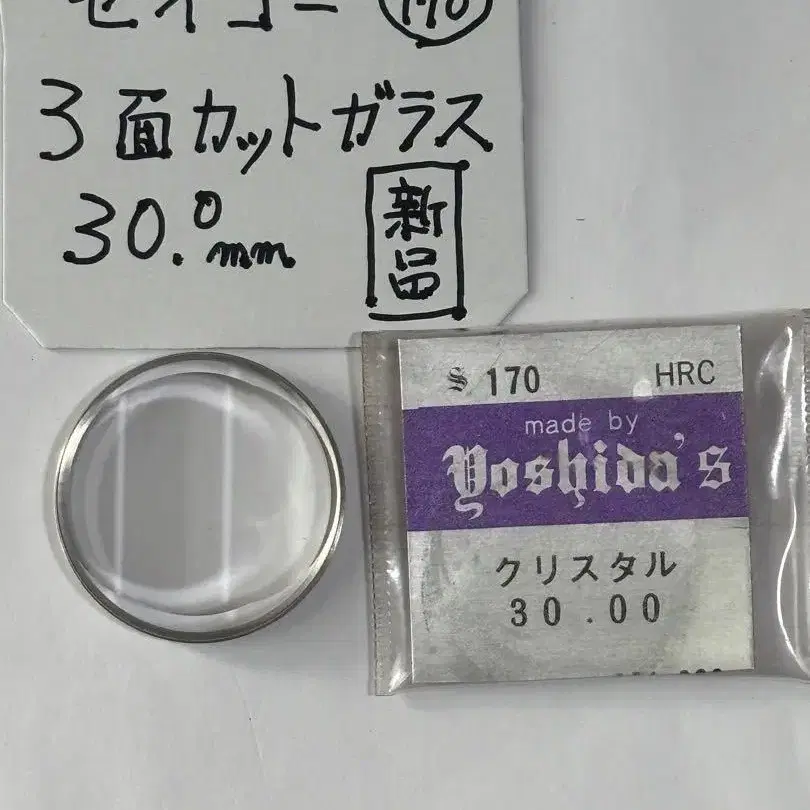 セイコー 170
3面カットガラス
30.0mm
新品
S 170 HRC
made by
Yoshida's
クリスタル
30.00